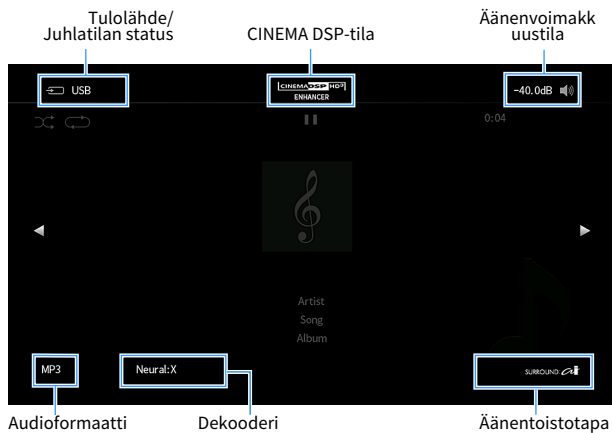 Tulolähde/
Juhlatilan status
CINEMA DSP-tila
Äänenvoimakk
uustila
USB
CINEMA DSP HD³
ENHANCER
-40.0dB
0:04
Artist
Song
Album
MP3
Neural:X
SURROUND: AI
Audioformaatti
Dekooderi
Äänentoistotapa